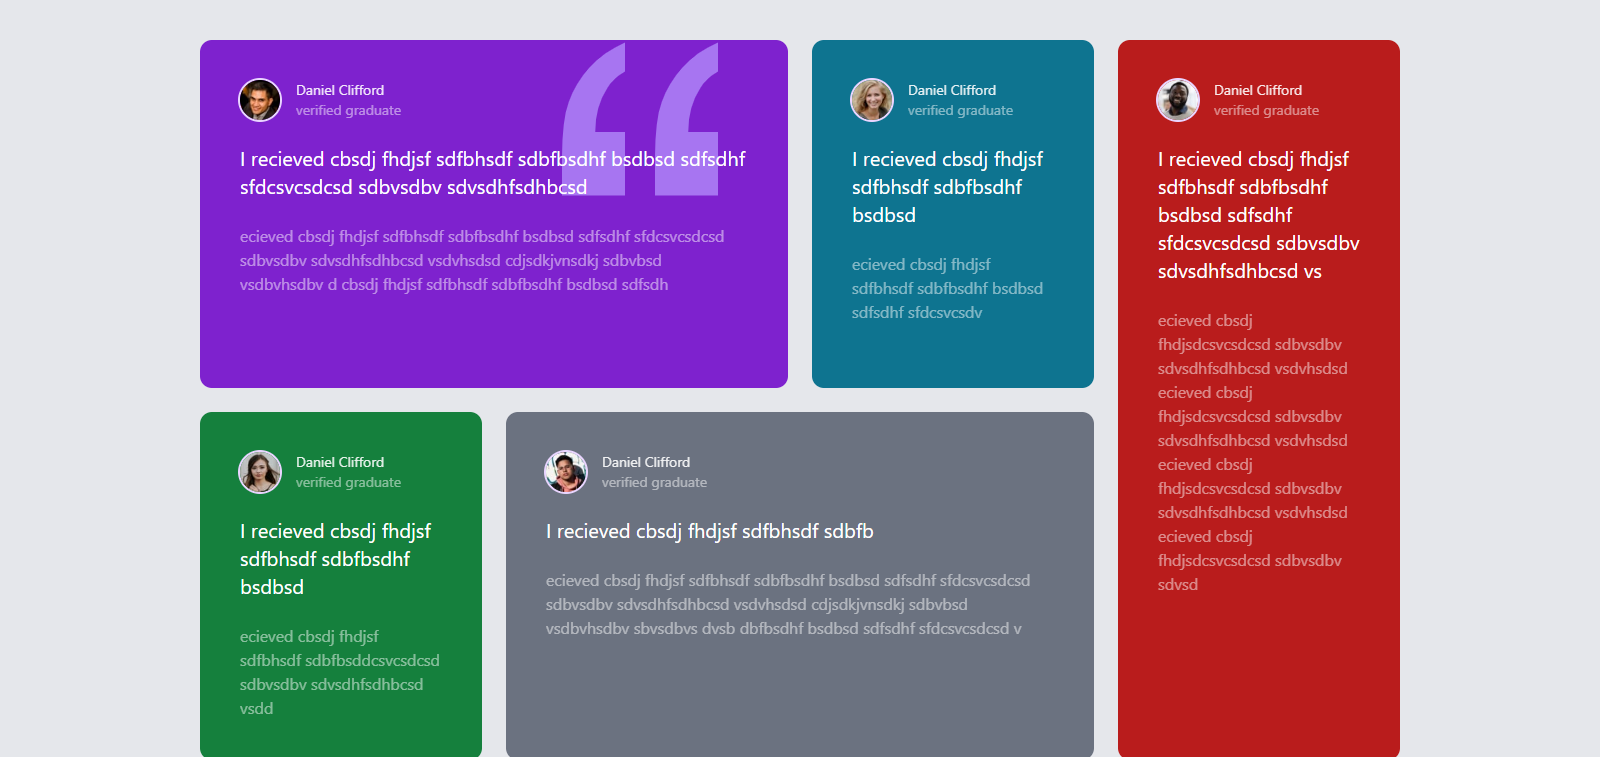 Daniel Clifford
verified graduate
I recieved cbsdj fhdjsf sdfbhsdf sdbfbsdhf bsdbsd sdfsdhf
sfdcsvcsdcsd sdbvsdbv sdvsdhfsdhbcsd
ecieved cbsdj fhdjsf sdfbhsdf sdbfbsdhf bsdbsd sdfsdhf sfdcsvcsdcsd
sdbvsdbv sdvsdhfsdhbcsd vsdvhsdsd cdjsdkjvnsdkj sdbvbsd
vsdbvhsdbv d cbsdj fhdjsf sdfbhsdf sdbfbsdhf bsdbsd sdfsdh
Daniel Clifford
verified graduate
I recieved cbsdj fhdjsf
sdfbhsdf sdbfbsdhf
bsdbsd
ecieved cbsdj fhdjsf
sdfbhsdf sdbfbsdhf bsdbsd
sdfsdhf sfdcsvcsdv
Daniel Clifford
verified graduate
I recieved cbsdj fhdjsf
sdfbhsdf sdbfbsdhf
bsdbsd sdfsdhf
sfdcsvcsdcsd sdbvsdbv
sdvsdhfsdhbcsd vs
ecieved cbsdj
fhdjsdcsvcsdcsd sdbvsdbv
sdvsdhfsdhbcsd vsdvhsdsd
ecieved cbsdj
fhdjsdcsvcsdcsd sdbvsdbv
sdvsdhfsdhbcsd vsdvhsdsd
ecieved cbsdj
fhdjsdcsvcsdcsd sdbvsdbv
sdvsdhfsdhbcsd vsdvhsdsd
ecieved cbsdj
fhdjsdcsvcsdcsd sdbvsdbv
sdvsd
Daniel Clifford
verified graduate
I recieved cbsdj fhdjsf
sdfbhsdf sdbfbsdhf
bsdbsd
ecieved cbsdj fhdjsf
sdfbhsdf sdbfbsddcsvcsdcsd
sdbvsdbv sdvsdhfsdhbcsd
vsdd
Daniel Clifford
verified graduate
I recieved cbsdj fhdjsf sdfbhsdf sdbfb
ecieved cbsdj fhdjsf sdfbhsdf sdbfbsdhf bsdbsd sdfsdhf sfdcsvcsdcsd
sdbvsdbv sdvsdhfsdhbcsd vsdvhsdsd cdjsdkjvnsdkj sdbvbsd
vsdbvhsdbv sbvsdbvs dvsb dbfbsdhf bsdbsd sdfsdhf sfdcsvcsdcsd v